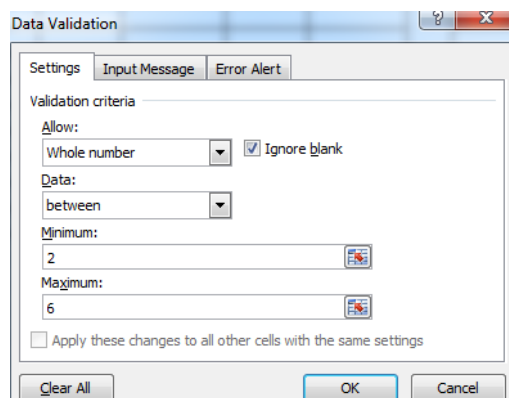 Data Validation
Settings Input Message Error Alert
Validation criteria
Allow:
Whole number Ignore blank
Data:
between
Minimum:
2
Maximum:
6
Apply these changes to all other cells with the same settings
Clear All OK Cancel